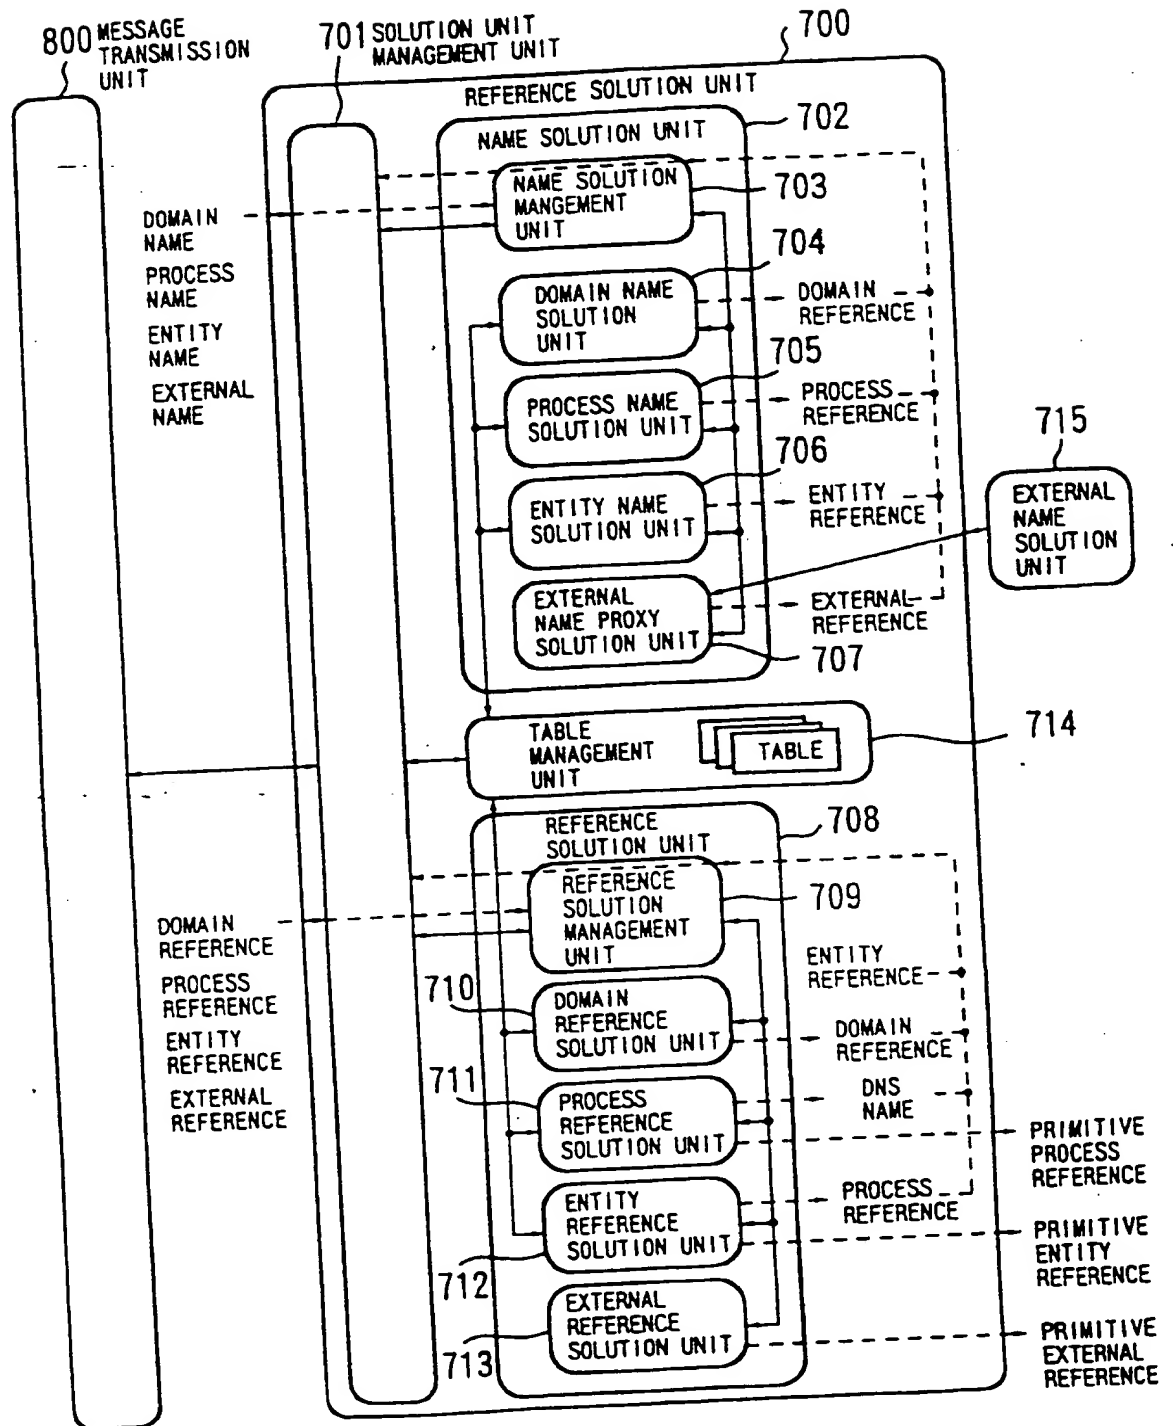 800 MESSAGE
TRANSMISSION
UNIT
701 SOLUTION UNIT
MANAGEMENT UNIT
700
REFERENCE SOLUTION UNIT
NAME SOLUTION UNIT
702
NAME SOLUTION
MANGEMENT
UNIT
703
DOMAIN
NAME
PROCESS
NAME
ENTITY
NAME
EXTERNAL
NAME
704
DOMAIN NAME
SOLUTION
UNIT
DOMAIN
REFERENCE
705
PROCESS NAME
SOLUTION UNIT
PROCESS
REFERENCE
706
ENTITY NAME
SOLUTION UNIT
ENTITY
REFERENCE
715
EXTERNAL
NAME
SOLUTION
UNIT
EXTERNAL
NAME PROXY
SOLUTION UNIT
EXTERNAL
REFERENCE
707
TABLE
MANAGEMENT
UNIT
TABLE
714
REFERENCE
SOLUTION UNIT
708
REFERENCE
SOLUTION
MANAGEMENT
UNIT
709
DOMAIN
REFERENCE
PROCESS
REFERENCE
ENTITY
REFERENCE
EXTERNAL
REFERENCE
ENTITY
REFERENCE
710
DOMAIN
REFERENCE
SOLUTION UNIT
DOMAIN
REFERENCE
711
PROCESS
REFERENCE
SOLUTION UNIT
DNS
NAME
PRIMITIVE
PROCESS
REFERENCE
ENTITY
REFERENCE
SOLUTION UNIT
PROCESS
REFERENCE
712
PRIMITIVE
ENTITY
REFERENCE
EXTERNAL
REFERENCE
SOLUTION UNIT
713
PRIMITIVE
EXTERNAL
REFERENCE